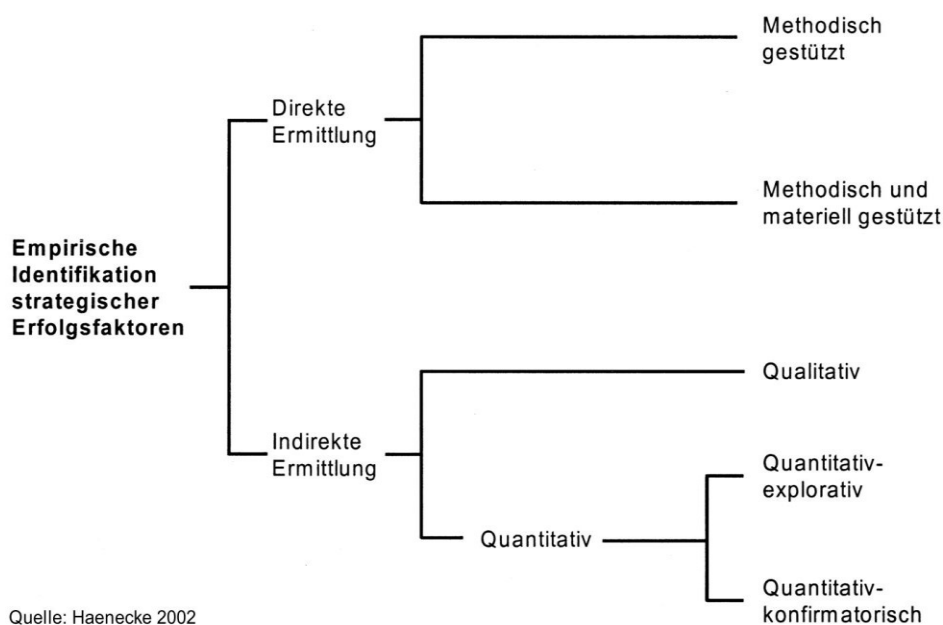 Methodisch
gestützt
Direkte
Ermittlung
Methodisch und
materiell gestützt
Empirische
Identifikation
strategischer
Erfolgsfaktoren
Qualitativ
Indirekte
Ermittlung
Quantitativ-
explorativ
Quantitativ
Quantitativ-
konfirmatorisch
Quelle: Haenecke 2002